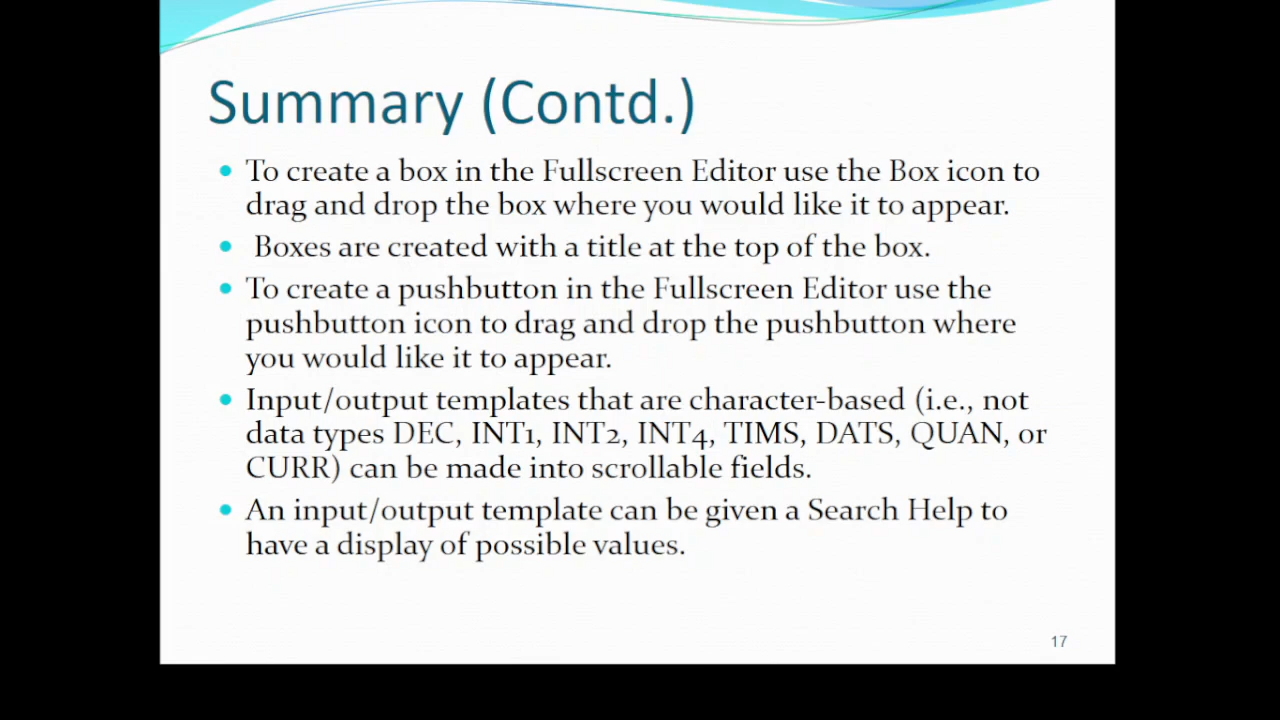 Summary (Contd.)
• To create a box in the Fullscreen Editor use the Box icon to
drag and drop the box where you would like it to appear.
• Boxes are created with a title at the top of the box.
• To create a pushbutton in the Fullscreen Editor use the
pushbutton icon to drag and drop the pushbutton where
you would like it to appear.
• Input/output templates that are character-based (i.e., not
data types DEC, INT1, INT2, INT4, TIMS, DATS, QUAN, or
CURR) can be made into scrollable fields.
• An input/output template can be given a Search Help to
have a display of possible values.
17